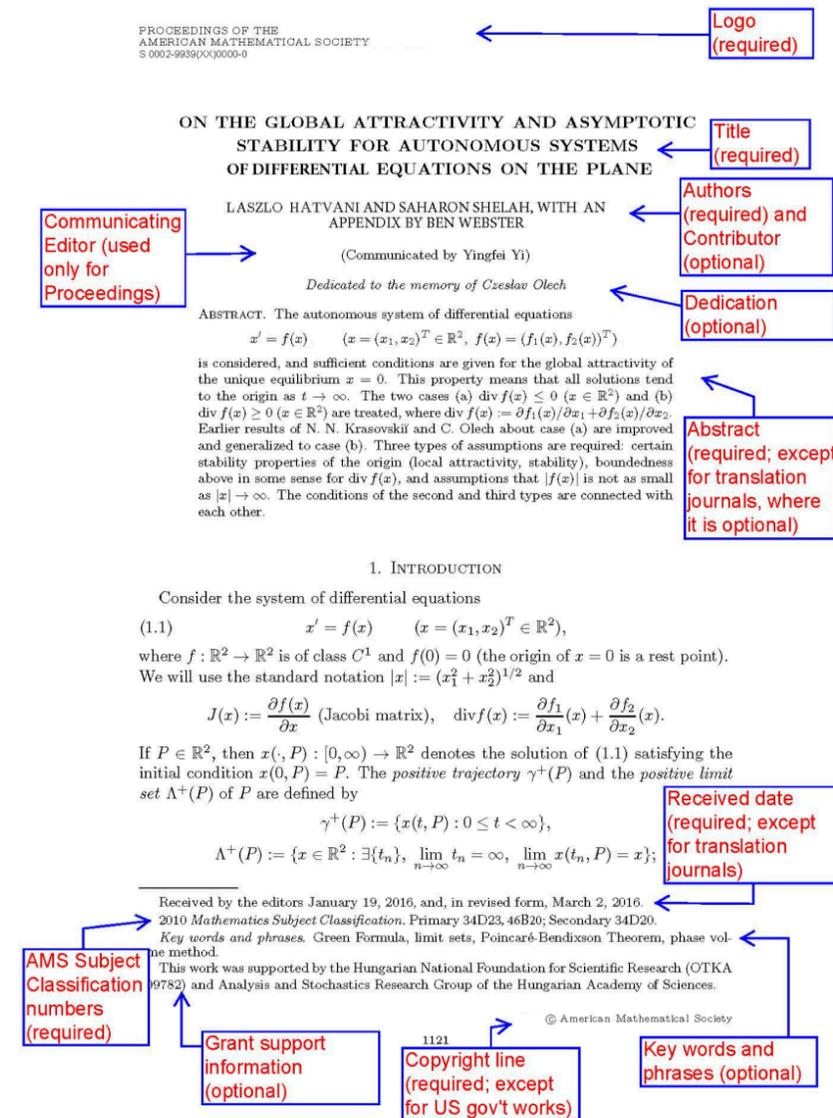 PROCEEDINGS OF THE
AMERICAN MATHEMATICAL SOCIETY
S 0002-9939(XX)0000-0
Logo
(required)
ON THE GLOBAL ATTRACTIVITY AND ASYMPTOTIC
STABILITY FOR AUTONOMOUS SYSTEMS
OF DIFFERENTIAL EQUATIONS ON THE PLANE
Title
(required)
LASZLO HATVANI AND SAHARON SHELAH, WITH AN
APPENDIX BY BEN WEBSTER
Authors
(required) and
Contributor
(optional)
Communicating
Editor (used
only for
Proceedings)
(Communicated by Yingfei Yi)
Dedicated to the memory of Czesław Olech
Dedication
(optional)
ABSTRACT. The autonomous system of differential equations
x′ = f(x) (x = (x₁, x₂)ᵀ ∈ ℝ², f(x) = (f₁(x), f₂(x))ᵀ)
is considered, and sufficient conditions are given for the global attractivity of
the unique equilibrium x = 0. This property means that all solutions tend
to the origin as t → ∞. The two cases (a) div f(x) ≤ 0 (x ∈ ℝ²) and (b)
div f(x) ≥ 0 (x ∈ ℝ²) are treated, where div f(x) := ∂f₁(x)/∂x₁+∂f₂(x)/∂x₂.
Earlier results of N. N. Krasovskiĭ and C. Olech about case (a) are improved
and generalized to case (b). Three types of assumptions are required: certain
stability properties of the origin (local attractivity, stability), boundedness
above in some sense for div f(x), and assumptions that |f(x)| is not as small
as |x| → ∞. The conditions of the second and third types are connected with
each other.
Abstract
(required; except
for translation
journals, where
it is optional)
1. INTRODUCTION
Consider the system of differential equations
(1.1) x′ = f(x) (x = (x₁, x₂)ᵀ ∈ ℝ²),
where f : ℝ² → ℝ² is of class C¹ and f(0) = 0 (the origin of x = 0 is a rest point).
We will use the standard notation |x| := (x₁² + x₂²)^{1/2} and
J(x) := ∂f(x)/∂x (Jacobi matrix), divf(x) := ∂f₁/∂x₁(x) + ∂f₂/∂x₂(x).
If P ∈ ℝ², then x(·, P) : [0, ∞) → ℝ² denotes the solution of (1.1) satisfying the
initial condition x(0, P) = P. The positive trajectory γ⁺(P) and the positive limit
set Λ⁺(P) of P are defined by
γ⁺(P) := {x(t, P) : 0 ≤ t < ∞},
Λ⁺(P) := {x ∈ ℝ² : ∃{tₙ}, lim n→∞ tₙ = ∞, lim n→∞ x(tₙ, P) = x};
Received date
(required; except
for translation
journals)
Received by the editors January 19, 2016, and, in revised form, March 2, 2016.
2010 Mathematics Subject Classification. Primary 34D23, 46B20; Secondary 34D20.
Key words and phrases. Green Formula, limit sets, Poincaré-Bendixson Theorem, phase vol-
me method.
This work was supported by the Hungarian National Foundation for Scientific Research (OTKA
9782) and Analysis and Stochastics Research Group of the Hungarian Academy of Sciences.
AMS Subject
Classification
numbers
(required)
© American Mathematical Society
1121
Grant support
information
(optional)
Copyright line
(required; except
for US gov't works)
Key words and
phrases (optional)